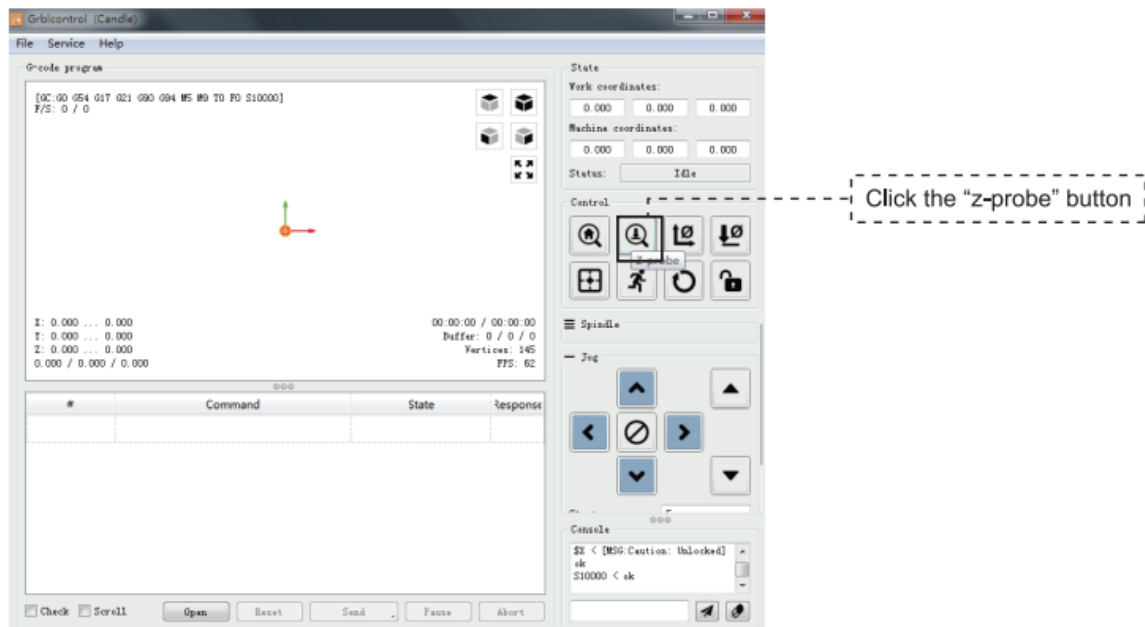 Grblcontrol (Candle)
File Service Help
G-code program
[GC:G0 G54 G17 G21 G90 G94 M5 M9 T0 F0 S10000]
F/S: 0 / 0
X: 0.000 ... 0.000
Y: 0.000 ... 0.000
Z: 0.000 ... 0.000
0.000 / 0.000 / 0.000
00:00:00 / 00:00:00
Buffer: 0 / 0 / 0
Vertices: 145
FPS: 62
# Command State Response
Check Scroll Open Reset Send Pause Abort
State
Work coordinates:
0.000 0.000 0.000
Machine coordinates:
0.000 0.000 0.000
Status: Idle
Control
Z-probe
Spindle
Jog
Console
$X < [MSG:Caution: Unlocked]
ok
S10000 < ok
Click the “z-probe” button